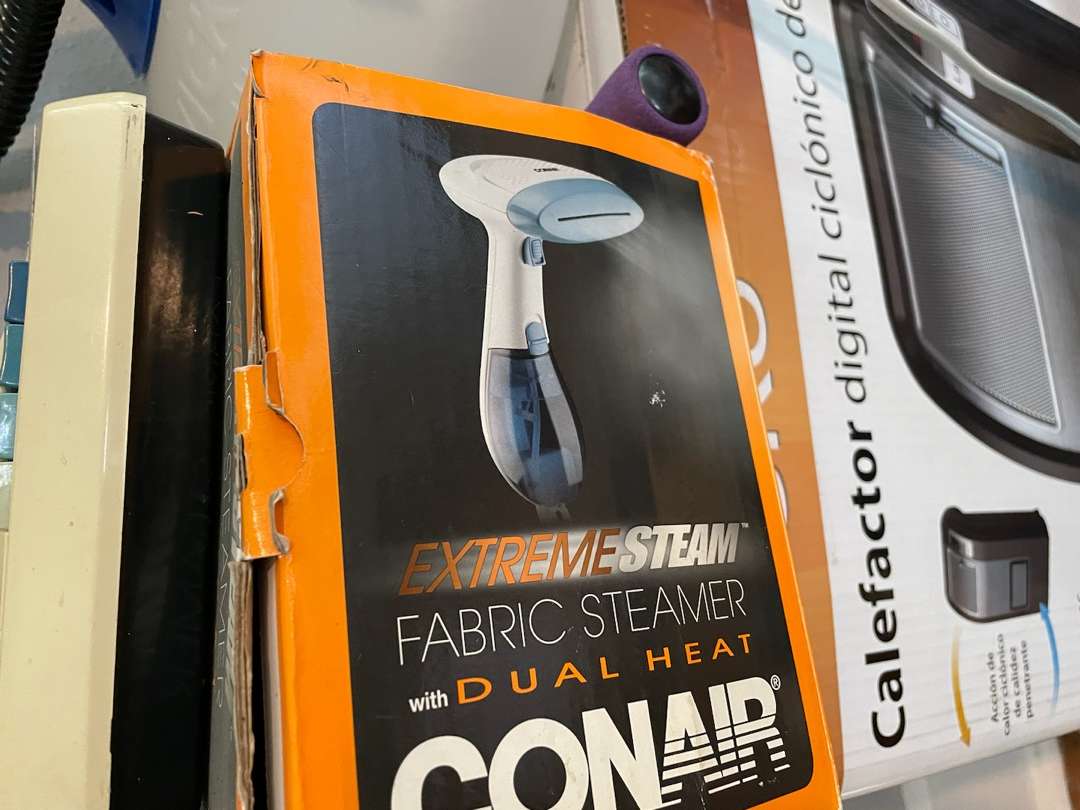 CONAIR
EXTREME STEAM™
FABRIC STEAMER
with DUAL HEAT
CONAIR®
Calefactor digital ciclónico de
Acción de
calor ciclónico
de calidez
penetrante